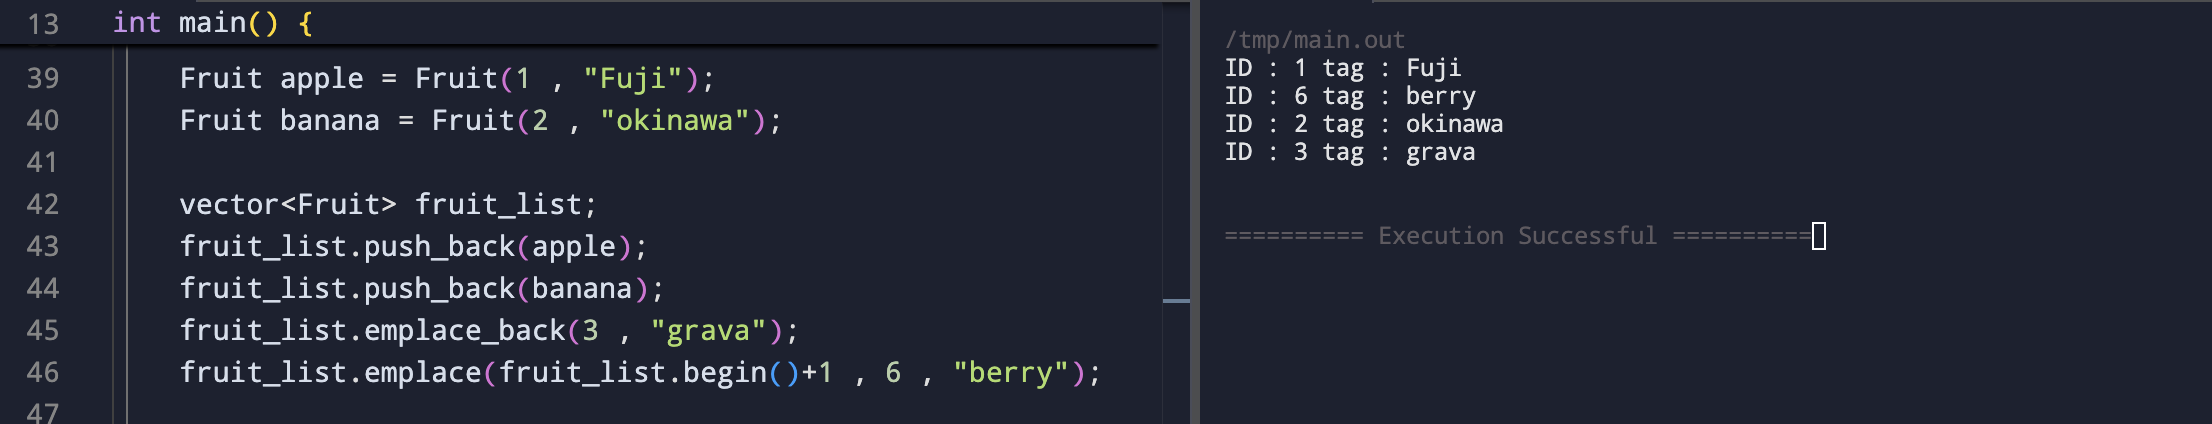 13 int main() {
39 Fruit apple = Fruit(1 , "Fuji");
40 Fruit banana = Fruit(2 , "okinawa");
41
42 vector<Fruit> fruit_list;
43 fruit_list.push_back(apple);
44 fruit_list.push_back(banana);
45 fruit_list.emplace_back(3 , "grava");
46 fruit_list.emplace(fruit_list.begin()+1 , 6 , "berry");
47
/tmp/main.out
ID : 1 tag : Fuji
ID : 6 tag : berry
ID : 2 tag : okinawa
ID : 3 tag : grava
========== Execution Successful ==========